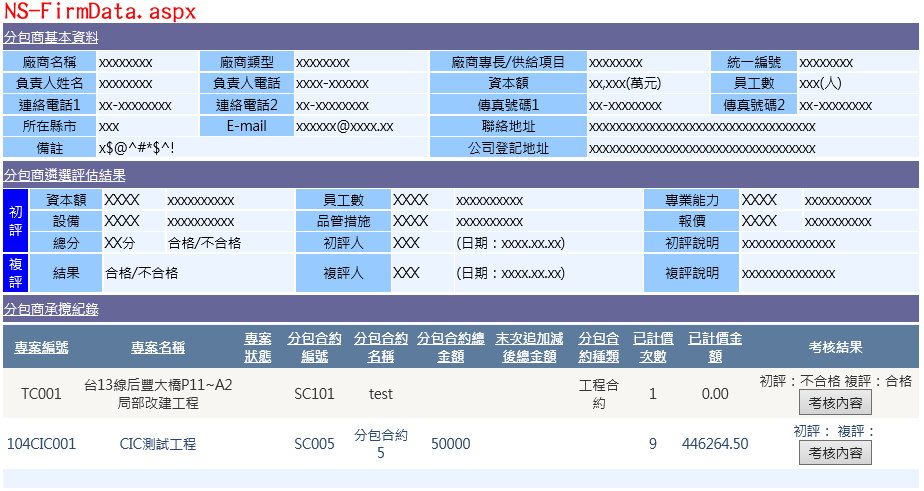 NS-FirmData.aspx
分包商基本資料
廠商名稱 xxxxxxxx 廠商類型 xxxxxxxx 廠商專長/供給項目 xxxxxxxx 統一編號 xxxxxxxx
負責人姓名 xxxxxxxx 負責人電話 xxxx-xxxxxx 資本額 xx,xxx(萬元) 員工數 xxx(人)
連絡電話1 xx-xxxxxxxx 連絡電話2 xx-xxxxxxxx 傳真號碼1 xx-xxxxxxxx 傳真號碼2 xx-xxxxxxxx
所在縣市 xxx E-mail xxxxxx@xxxx.xx 聯絡地址 xxxxxxxxxxxxxxxxxxxxxxxxxxxxxxxxxx
備註 x$@^#*$^! 公司登記地址 xxxxxxxxxxxxxxxxxxxxxxxxxxxxxxxxxx
分包商遴選評估結果
初評 資本額 XXXX xxxxxxxxxx 員工數 XXXX xxxxxxxxxx 專業能力 XXXX xxxxxxxxxx
設備 XXXX xxxxxxxxxx 品管措施 XXXX xxxxxxxxxx 報價 XXXX xxxxxxxxxx
總分 XX分 合格/不合格 初評人 XXX (日期：xxxx.xx.xx) 初評說明 xxxxxxxxxxxxxx
複評 結果 合格/不合格 複評人 XXX (日期：xxxx.xx.xx) 複評說明 xxxxxxxxxxxxxx
分包商承攬紀錄
專案編號 專案名稱 專案狀態 分包合約編號 分包合約名稱 分包合約總金額 末次追加減後總金額 分包合約種類 已計價次數 已計價金額 考核結果
TC001 台13線后豐大橋P11~A2局部改建工程 SC101 test 工程合約 1 0.00 初評：不合格 複評：合格
考核內容
104CIC001 CIC測試工程 SC005 分包合約5 50000 9 446264.50 初評： 複評：
考核內容